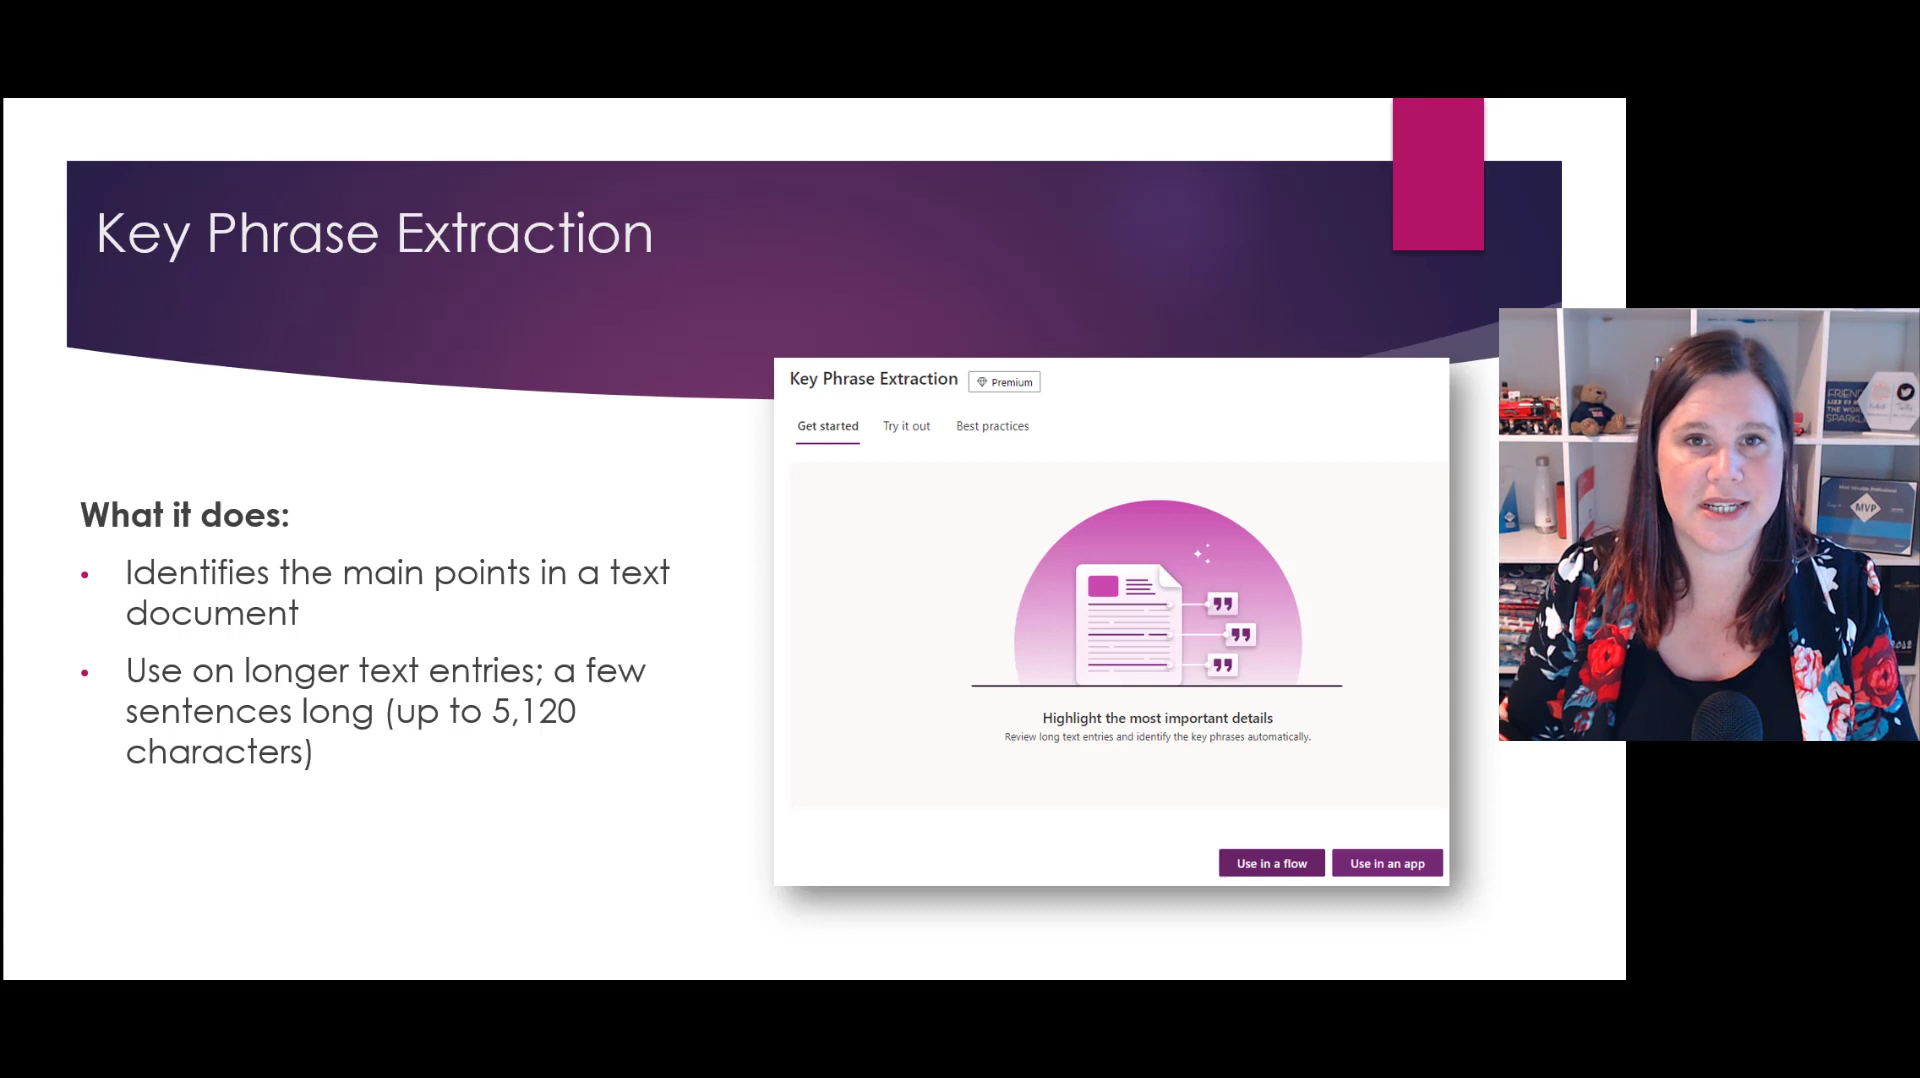 Key Phrase Extraction
What it does:
• Identifies the main points in a text
document
• Use on longer text entries; a few
sentences long (up to 5,120
characters)
Key Phrase Extraction Premium
Get started Try it out Best practices
Highlight the most important details
Review long text entries and identify the key phrases automatically.
Use in a flow Use in an app
MVP